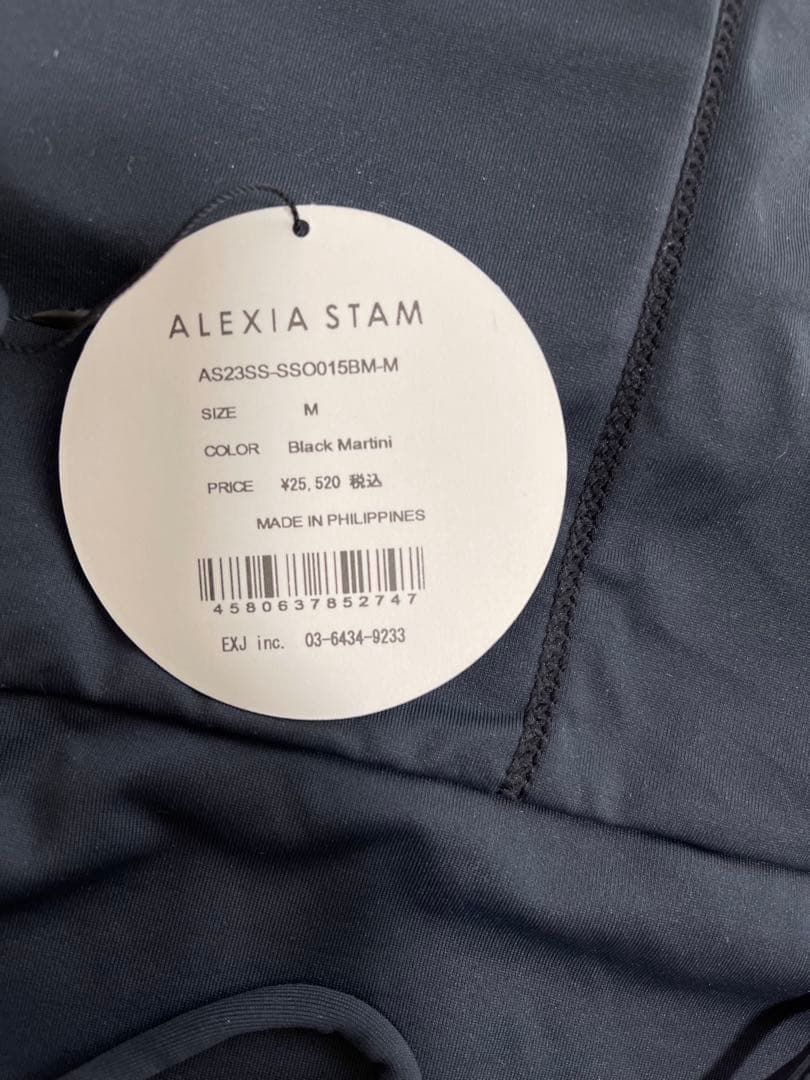 ALEXIA STAM
AS23SS-SSO015BM-M
SIZE M
COLOR Black Martini
PRICE ¥25,520 税込
MADE IN PHILIPPINES
4580637852747
EXJ inc. 03-6434-9233